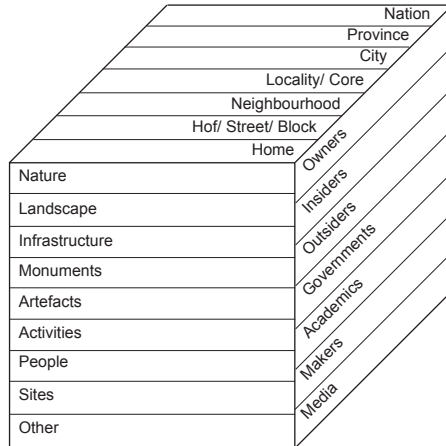 Nation
Province
City
Locality/ Core
Neighbourhood
Hof/ Street/ Block
Home
Nature
Landscape
Infrastructure
Monuments
Artefacts
Activities
People
Sites
Other
Owners
Insiders
Outsiders
Governments
Academics
Makers
Media